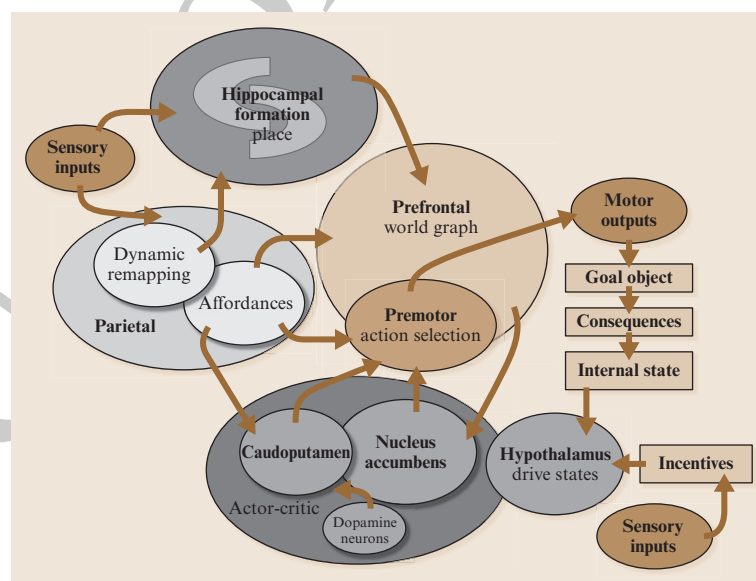 Hippocampal
formation
place
Sensory
inputs
Prefrontal
world graph
Motor
outputs
Dynamic
remapping
Goal object
Affordances
Parietal
Premotor
action selection
Consequences
Internal state
Caudoputamen
Nucleus
accumbens
Hypothalamus
drive states
Incentives
Actor-critic
Dopamine
neurons
Sensory
inputs